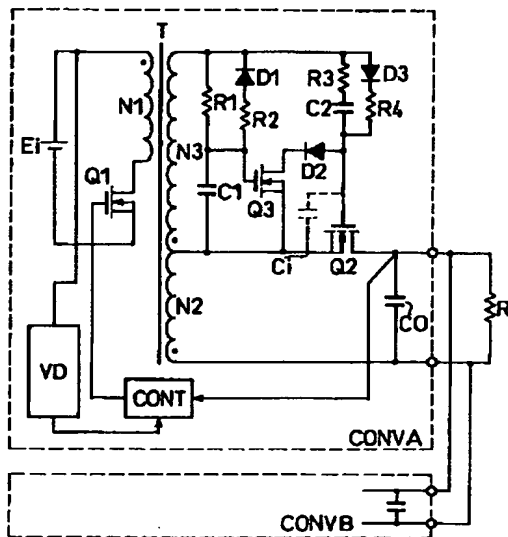 T
D1
R3
D3
R1
C2
R4
N1
R2
Ei
N3
D2
Q1
C1
Q3
Ci
Q2
R
N2
CO
VD
CONT
CONVA
CONVB